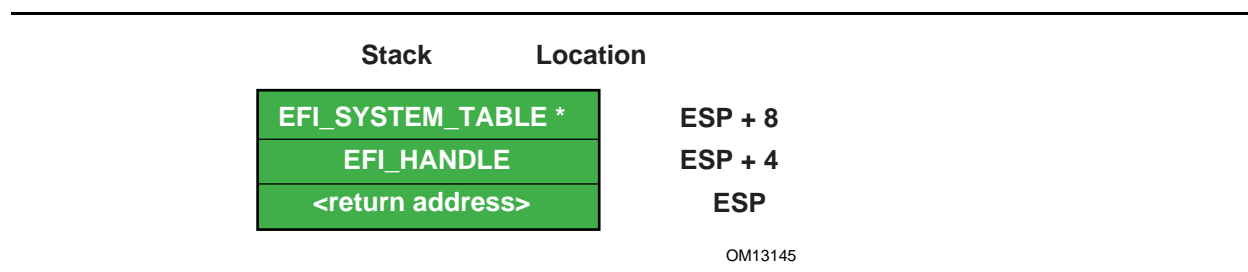 Stack Location
EFI_SYSTEM_TABLE * ESP + 8
EFI_HANDLE ESP + 4
<return address> ESP
OM13145